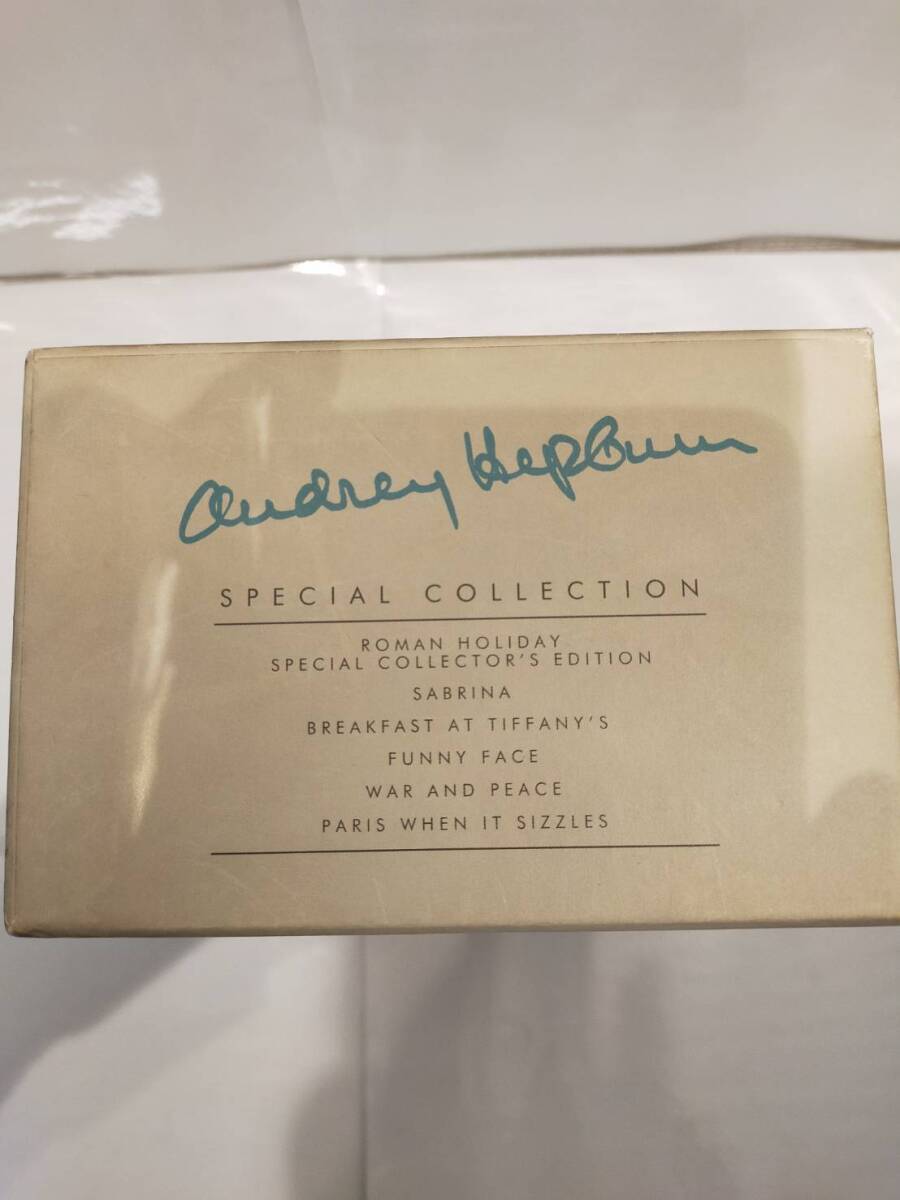 Audrey Hepburn
SPECIAL COLLECTION
ROMAN HOLIDAY
SPECIAL COLLECTOR'S EDITION
SABRINA
BREAKFAST AT TIFFANY'S
FUNNY FACE
WAR AND PEACE
PARIS WHEN IT SIZZLES